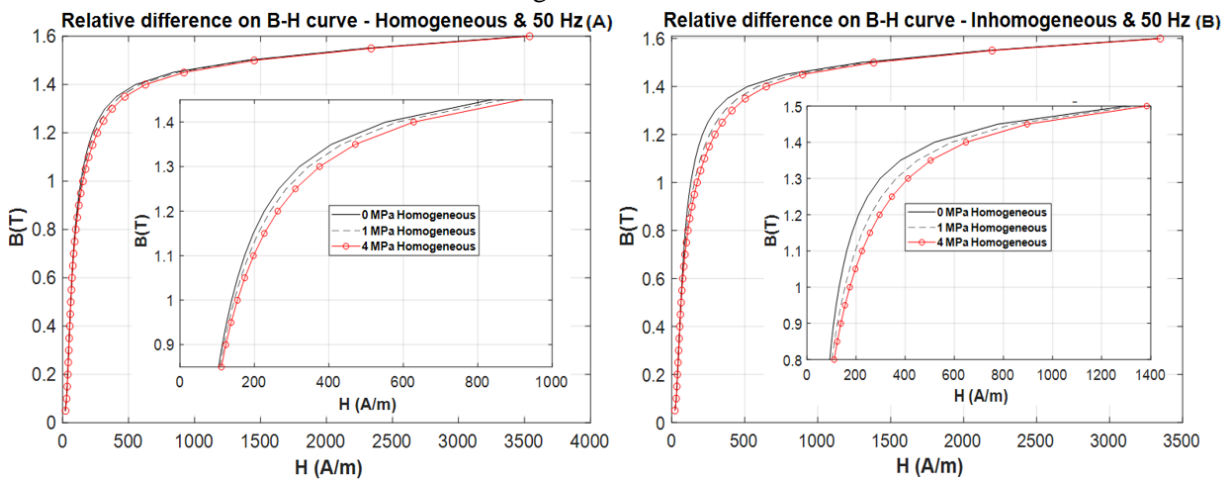 Relative difference on B-H curve - Homogeneous & 50 Hz (A)
1.6
1.4
1.2
1
0.8
0.6
0.4
0.2
0
B(T)
0 500 1000 1500 2000 2500 3000 3500 4000
H (A/m)
1.4
1.3
1.2
1.1
1
0.9
B(T)
0 MPa Homogeneous
1 MPa Homogeneous
4 MPa Homogeneous
0 200 400 600 800 1000
H (A/m)
Relative difference on B-H curve - Inhomogeneous & 50 Hz (B)
1.6
1.4
1.2
1
0.8
0.6
0.4
0.2
0
B(T)
0 500 1000 1500 2000 2500 3000 3500
H (A/m)
1.5
1.4
1.3
1.2
1.1
1
0.9
0.8
B(T)
0 MPa Homogeneous
1 MPa Homogeneous
4 MPa Homogeneous
0 200 400 600 800 1000 1200 1400
H (A/m)